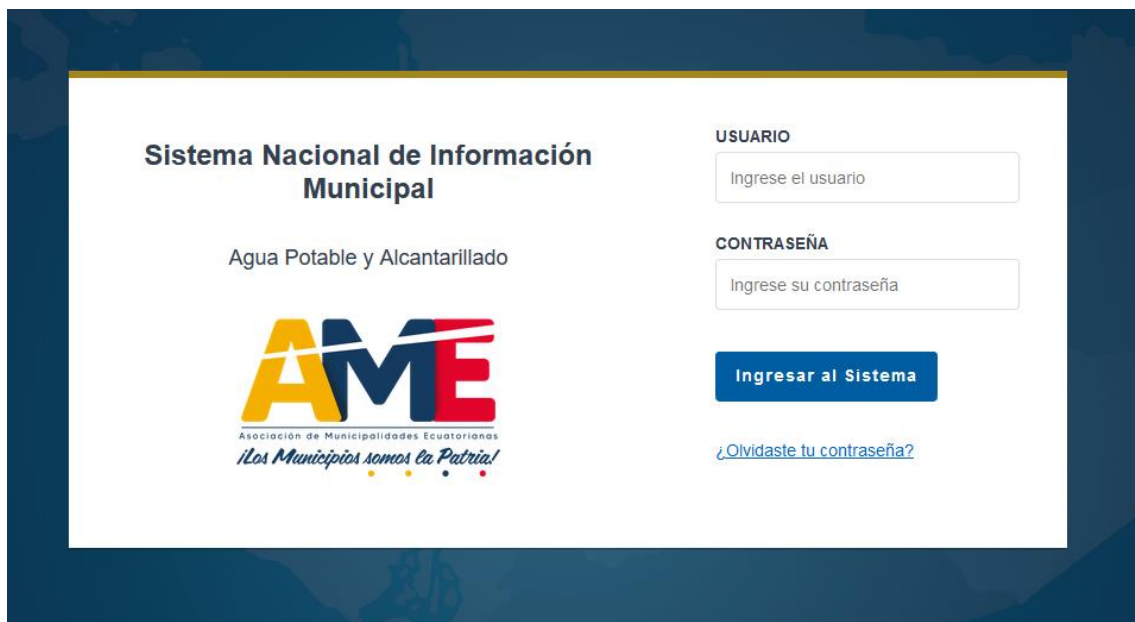 Sistema Nacional de Información
Municipal
Agua Potable y Alcantarillado
AME
Asociación de Municipalidades Ecuatorianas
¡Los Municipios somos la Patria!
USUARIO
Ingrese el usuario
CONTRASEÑA
Ingrese su contraseña
Ingresar al Sistema
¿Olvidaste tu contraseña?